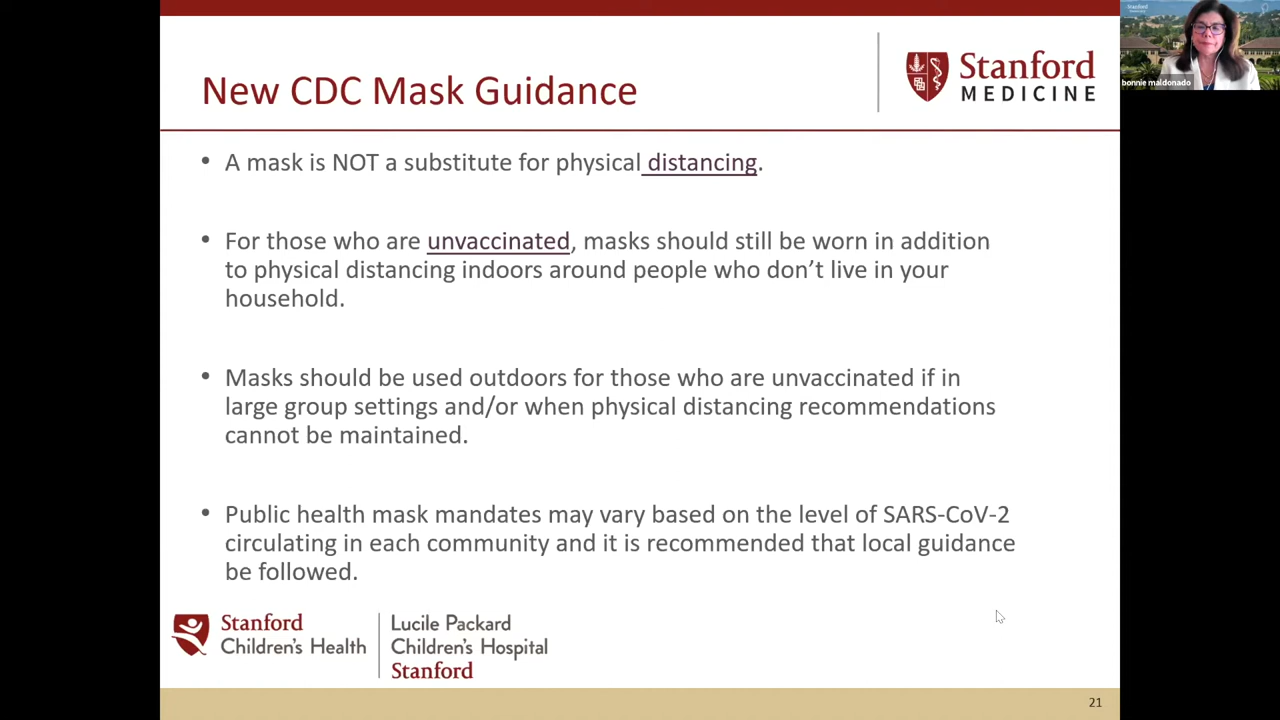 New CDC Mask Guidance
Stanford
MEDICINE
Stanford
bonnie maldonado
• A mask is NOT a substitute for physical distancing.
• For those who are unvaccinated, masks should still be worn in addition
to physical distancing indoors around people who don’t live in your
household.
• Masks should be used outdoors for those who are unvaccinated if in
large group settings and/or when physical distancing recommendations
cannot be maintained.
• Public health mask mandates may vary based on the level of SARS-CoV-2
circulating in each community and it is recommended that local guidance
be followed.
Stanford
Children's Health
Lucile Packard
Children's Hospital
Stanford
21